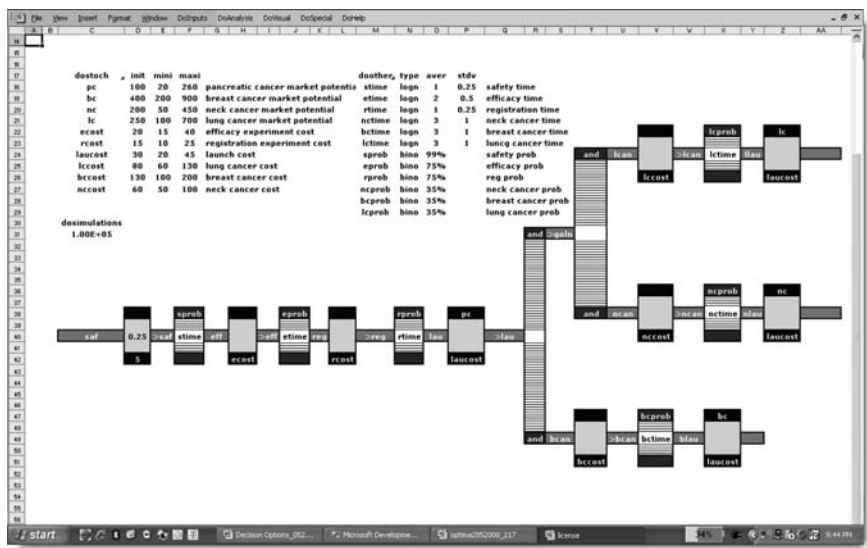 File Edit View Insert Format Window DoInputs DoAnalysis DoVisual DoSpecial DoHelp
A B C D E F G H I J K L M N O P Q R S T U V W X Y Z AA
dostoch init mini maxi doother type aver stdv
pc 100 20 260 pancreatic cancer market potentia stime logn 1 0.25 safety time
bc 400 200 900 breast cancer market potential etime logn 2 0.5 efficacy time
nc 200 50 450 neck cancer market potential rtime logn 1 0.25 registration time
lc 250 100 700 lung cancer market potential nctime logn 3 1 neck cancer time
ecost 20 15 40 efficacy experiment cost bctime logn 3 1 breast cancer time
rcost 15 10 25 registration experiment cost lctime logn 3 1 luncg cancer time
laucost 30 20 45 launch cost sprob bino 99% safety prob
lccost 80 60 130 lung cancer cost eprob bino 75% efficacy prob
bccost 130 100 200 breast cancer cost rprob bino 75% reg prob
nccost 60 50 100 neck cancer cost ncprob bino 35% neck cancer prob
bcprob bino 35% breast cancer prob
lcprob bino 35% lung cancer prob
dosimulations
1.00E+05
lcprob lc
and lcan >lcan lctime llau
lccost laucost
and >goln
ncprob nc
and ncan >ncan nctime nlau
nccost laucost
sprob eprob rprob pc
saf 0.25 >saf stime eff >eff etime reg >reg rtime lau >lau
5 ecost rcost laucost
bcprob bc
and bcan >bcan bctime blau
bccost laucost
start Decision Options_052... Microsoft Developme... optima2852008_217 license 34% 9:44 PM